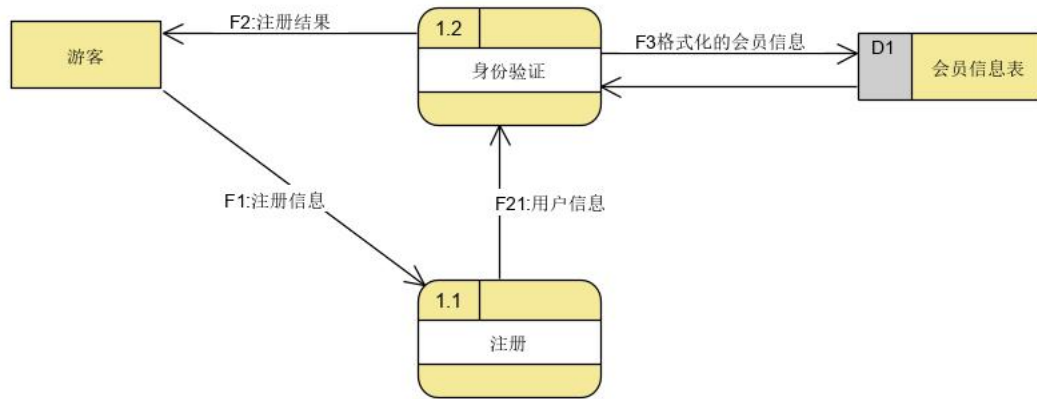 1.2
F2:注册结果
F3格式化的会员信息
D1
游客
身份验证
会员信息表
F1:注册信息
F21:用户信息
1.1
注册